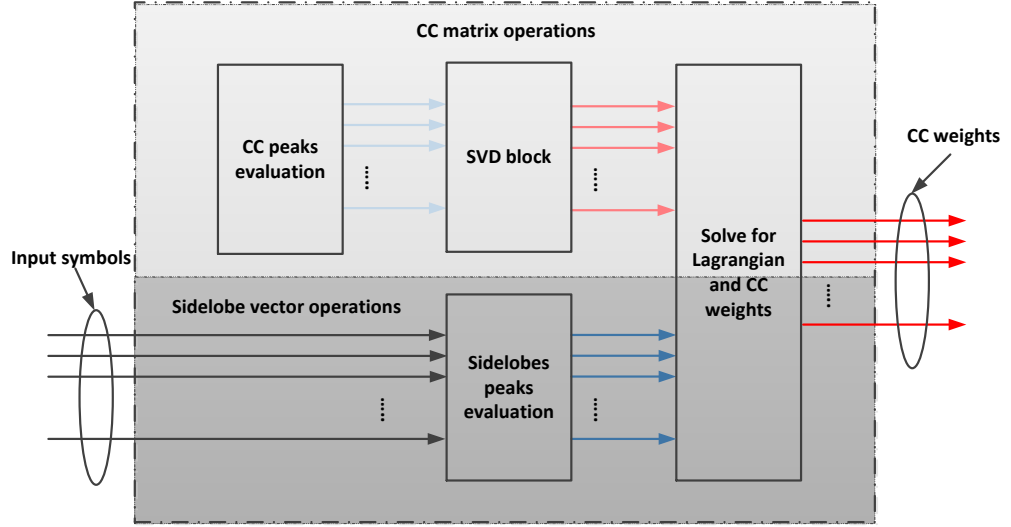 CC matrix operations
CC peaks
evaluation
SVD block
Solve for
Lagrangian
and CC
weights
CC weights
Input symbols
Sidelobe vector operations
Sidelobes
peaks
evaluation